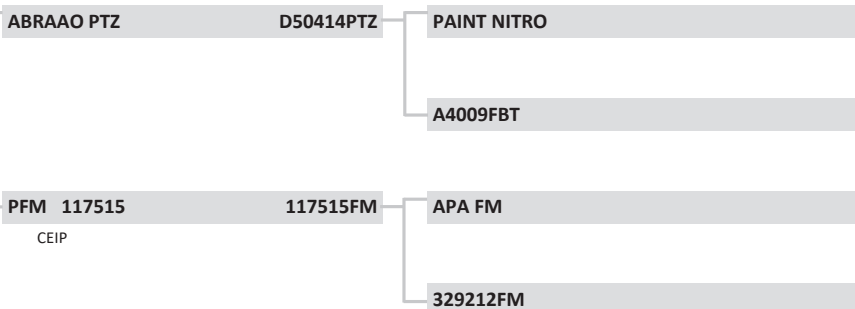 ABRAAO PTZ D50414PTZ PAINT NITRO
A4009FBT
PFM 117515 117515FM APA FM
CEIP
329212FM